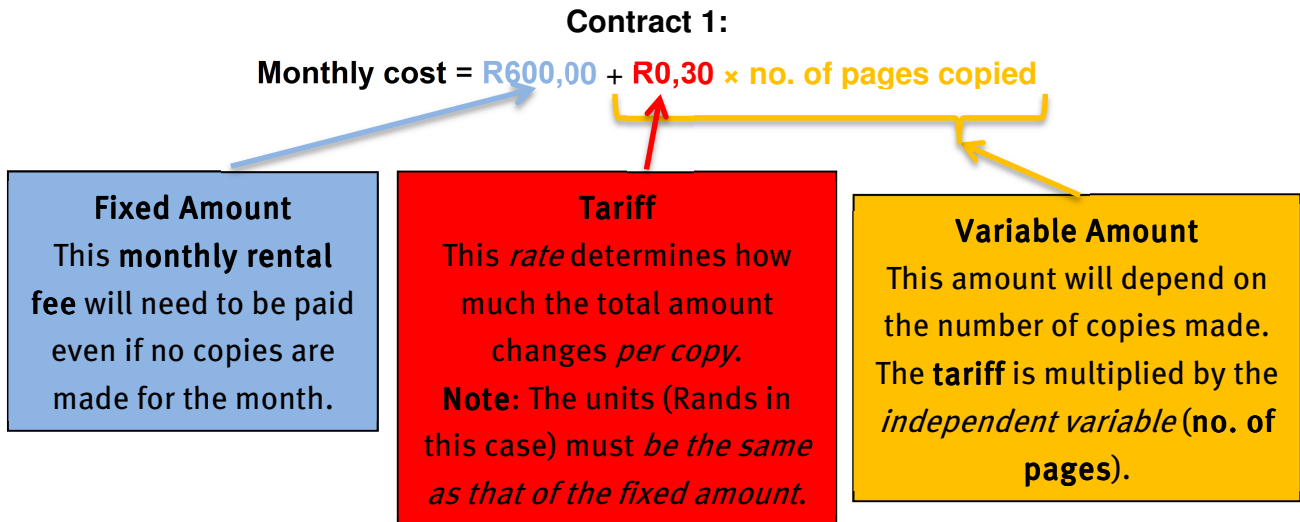 Contract 1:
Monthly cost = R600,00 + R0,30 × no. of pages copied
Fixed Amount
This monthly rental
fee will need to be paid
even if no copies are
made for the month.
Tariff
This rate determines how
much the total amount
changes per copy.
Note: The units (Rands in
this case) must be the same
as that of the fixed amount.
Variable Amount
This amount will depend on
the number of copies made.
The tariff is multiplied by the
independent variable (no. of
pages).